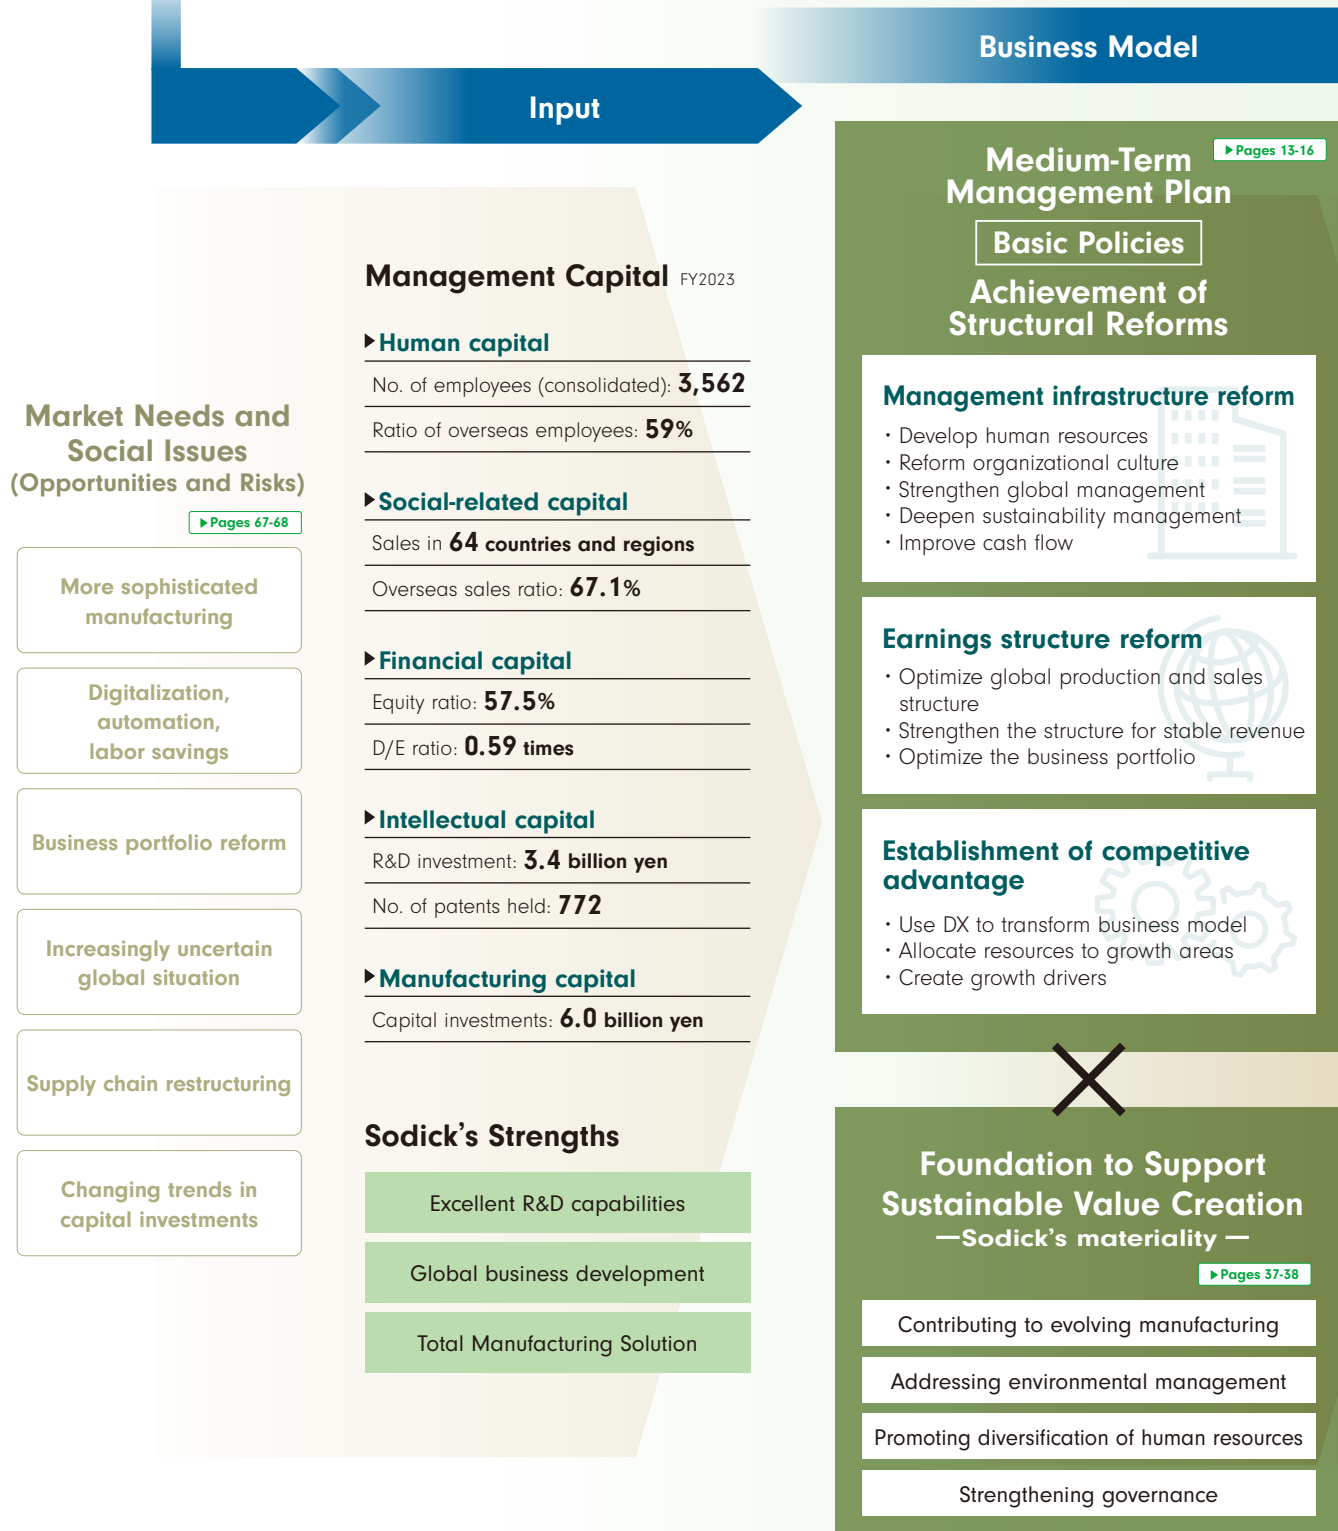 Business Model
Input
Market Needs and
Social Issues
(Opportunities and Risks)
▶Pages 67-68
More sophisticated
manufacturing
Digitalization,
automation,
labor savings
Business portfolio reform
Increasingly uncertain
global situation
Supply chain restructuring
Changing trends in
capital investments
Management Capital FY2023
▶Human capital
No. of employees (consolidated): 3,562
Ratio of overseas employees: 59%
▶Social-related capital
Sales in 64 countries and regions
Overseas sales ratio: 67.1%
▶Financial capital
Equity ratio: 57.5%
D/E ratio: 0.59 times
▶Intellectual capital
R&D investment: 3.4 billion yen
No. of patents held: 772
▶Manufacturing capital
Capital investments: 6.0 billion yen
Sodick's Strengths
Excellent R&D capabilities
Global business development
Total Manufacturing Solution
Medium-Term
Management Plan
▶Pages 13-16
Basic Policies
Achievement of
Structural Reforms
Management infrastructure reform
・Develop human resources
・Reform organizational culture
・Strengthen global management
・Deepen sustainability management
・Improve cash flow
Earnings structure reform
・Optimize global production and sales
structure
・Strengthen the structure for stable revenue
・Optimize the business portfolio
Establishment of competitive
advantage
・Use DX to transform business model
・Allocate resources to growth areas
・Create growth drivers
Foundation to Support
Sustainable Value Creation
—Sodick's materiality —
▶Pages 37-38
Contributing to evolving manufacturing
Addressing environmental management
Promoting diversification of human resources
Strengthening governance